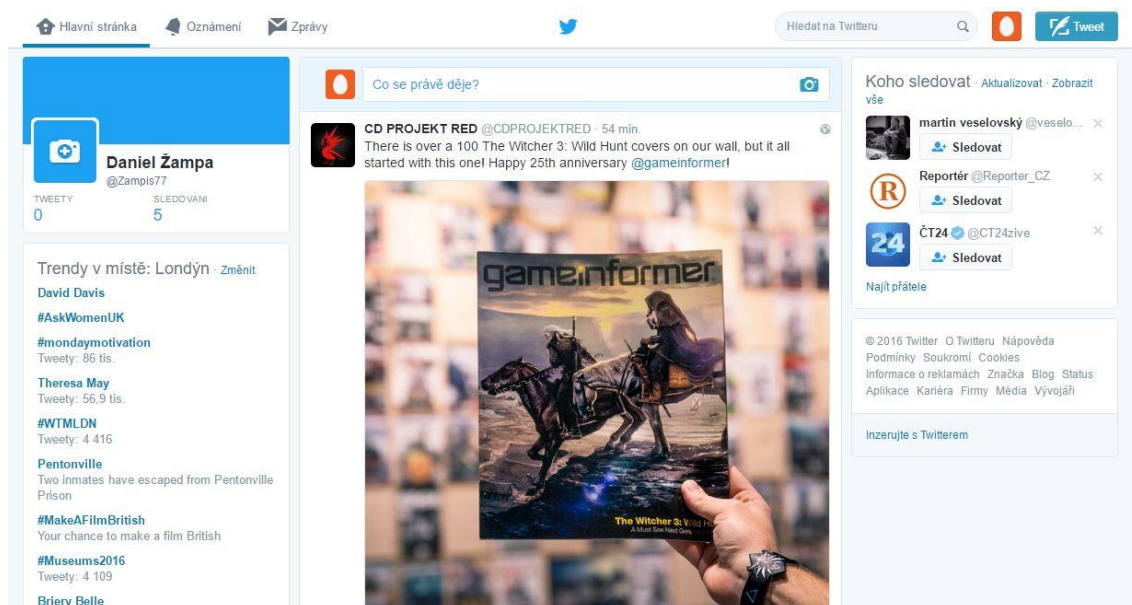 Hlavní stránka
Oznámení
Zprávy
Hledat na Twitteru
Tweet
Daniel Žampa
@Zampis77
TWEETY
SLEDOVANI
0
5
Trendy v místě: Londýn · Změnit
David Davis
#AskWomenUK
#mondaymotivation
Tweety: 86 tis.
Theresa May
Tweety: 56,9 tis.
#WTMLDN
Tweety: 4 416
Pentonville
Two inmates have escaped from Pentonville
Prison
#MakeAFilmBritish
Your chance to make a film British
#Museums2016
Tweety: 4 109
Briery Belle
Co se právě děje?
CD PROJEKT RED @CDPROJEKTRED · 54 min.
There is over a 100 The Witcher 3: Wild Hunt covers on our wall, but it all
started with this one! Happy 25th anniversary @gameinformer!
gameinformer
The Witcher 3: Wild
A Must See Next Gen
Koho sledovat · Aktualizovat · Zobrazit
vše
martin veselovský @veselo...
Sledovat
Reportér @Reporter_CZ
R
Sledovat
24
ČT24 @CT24zive
Sledovat
Najít přátele
© 2016 Twitter O Twitteru Nápověda
Podmínky Soukromí Cookies
Informace o reklamách Značka Blog Status
Aplikace Kariéra Firmy Média Vývojáři
Inzerujte s Twitterem